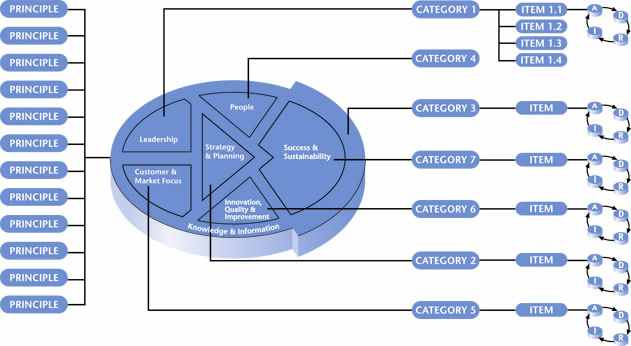 PRINCIPLE
PRINCIPLE
PRINCIPLE
PRINCIPLE
PRINCIPLE
PRINCIPLE
PRINCIPLE
PRINCIPLE
PRINCIPLE
PRINCIPLE
PRINCIPLE
PRINCIPLE
Leadership
People
Strategy
& Planning
Success &
Sustainability
Customer &
Market Focus
Innovation,
Quality &
Improvement
Knowledge & Information
CATEGORY 1
ITEM 1.1
ITEM 1.2
ITEM 1.3
ITEM 1.4
A
D
I
R
CATEGORY 4
CATEGORY 3
ITEM
A
D
I
R
CATEGORY 7
ITEM
A
D
I
R
CATEGORY 6
ITEM
A
D
I
R
CATEGORY 2
ITEM
A
D
I
R
CATEGORY 5
ITEM
A
D
I
R